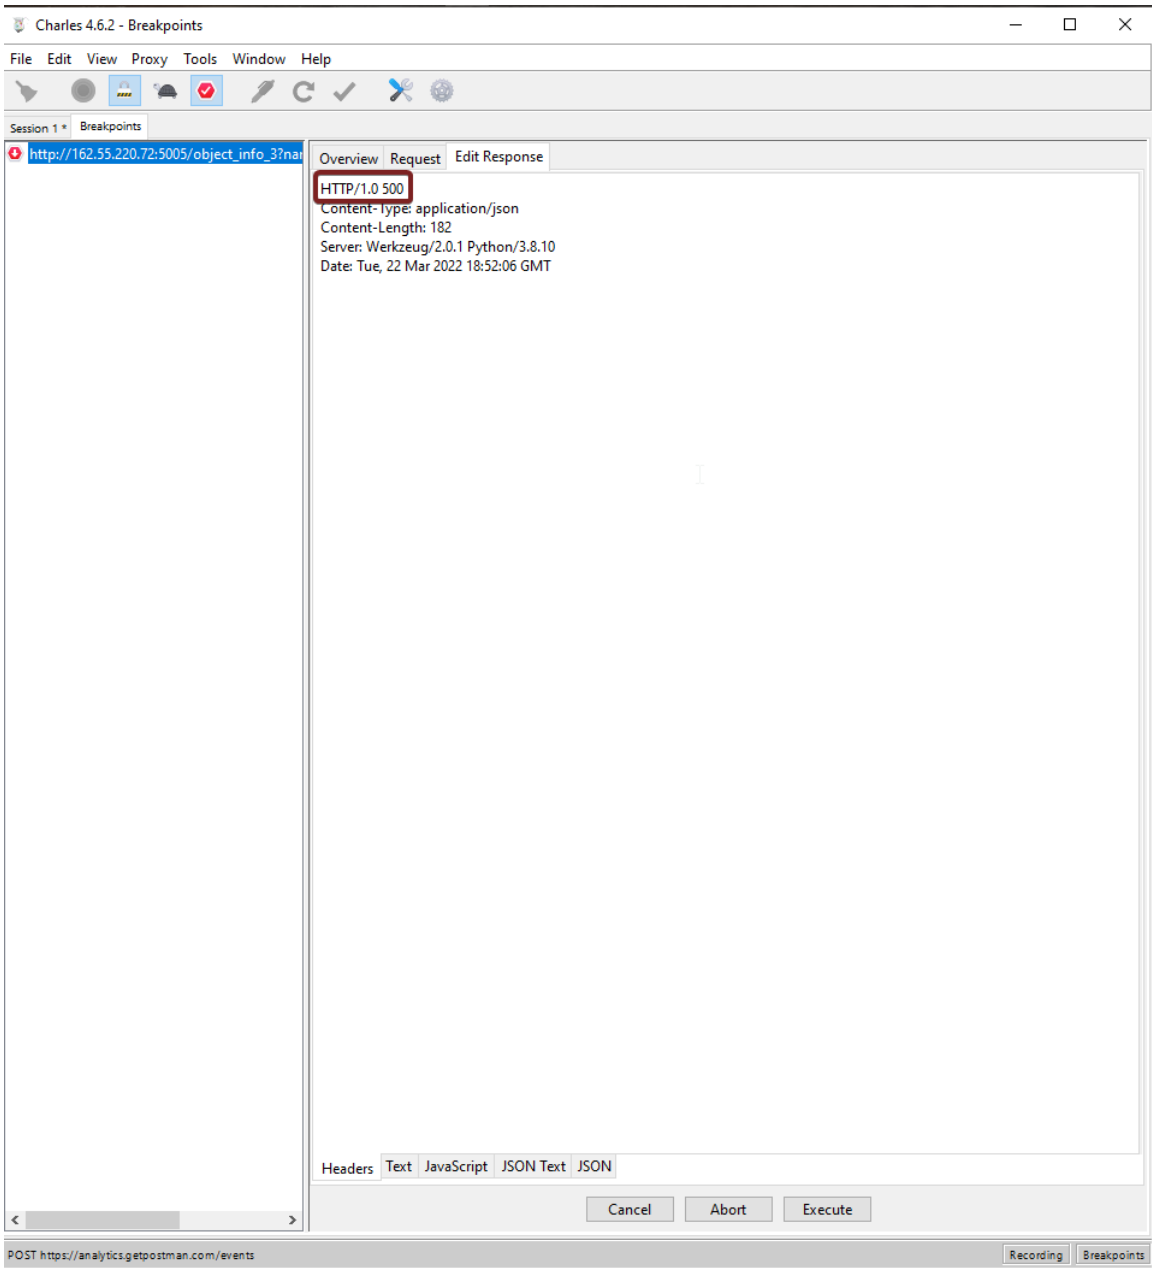 Charles 4.6.2 - Breakpoints
File Edit View Proxy Tools Window Help
Session 1 * Breakpoints
http://162.55.220.72:5005/object_info_3?nar
Overview Request Edit Response
HTTP/1.0 500
Content-Type: application/json
Content-Length: 182
Server: Werkzeug/2.0.1 Python/3.8.10
Date: Tue, 22 Mar 2022 18:52:06 GMT
Headers Text JavaScript JSON Text JSON
Cancel Abort Execute
POST https://analytics.getpostman.com/events Recording Breakpoints